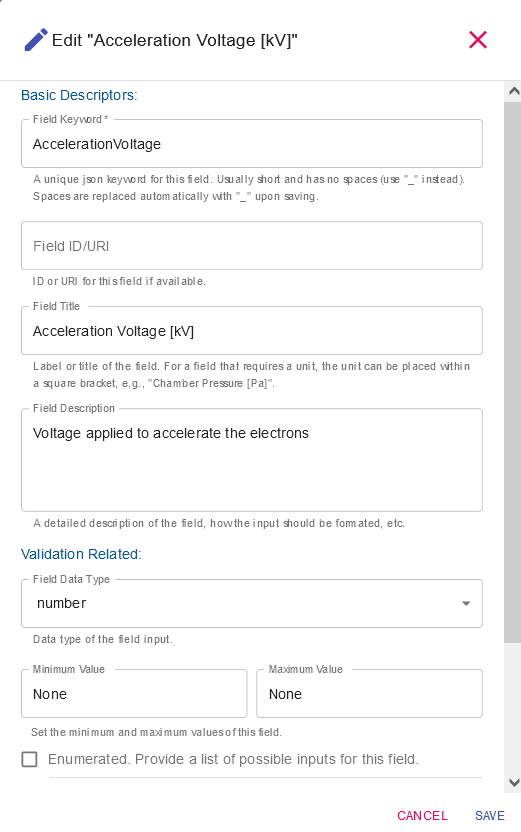 Edit "Acceleration Voltage [kV]"
Basic Descriptors:
Field Keyword *
AccelerationVoltage
A unique json keyword for this field. Usually short and has no spaces (use "_" instead).
Spaces are replaced automatically with "_" upon saving.
Field ID/URI
ID or URI for this field if available.
Field Title
Acceleration Voltage [kV]
Label or title of the field. For a field that requires a unit, the unit can be placed within
a square bracket, e,g., "Chamber Pressure [Pa]".
Field Description
Voltage applied to accelerate the electrons
A detailed description of the field, how the input should be formated, etc.
Validation Related:
Field Data Type
number
Data type of the field input.
Minimum Value
Maximum Value
None
None
Set the minimum and maximum values of this field.
Enumerated. Provide a list of possible inputs for this field.
CANCEL
SAVE